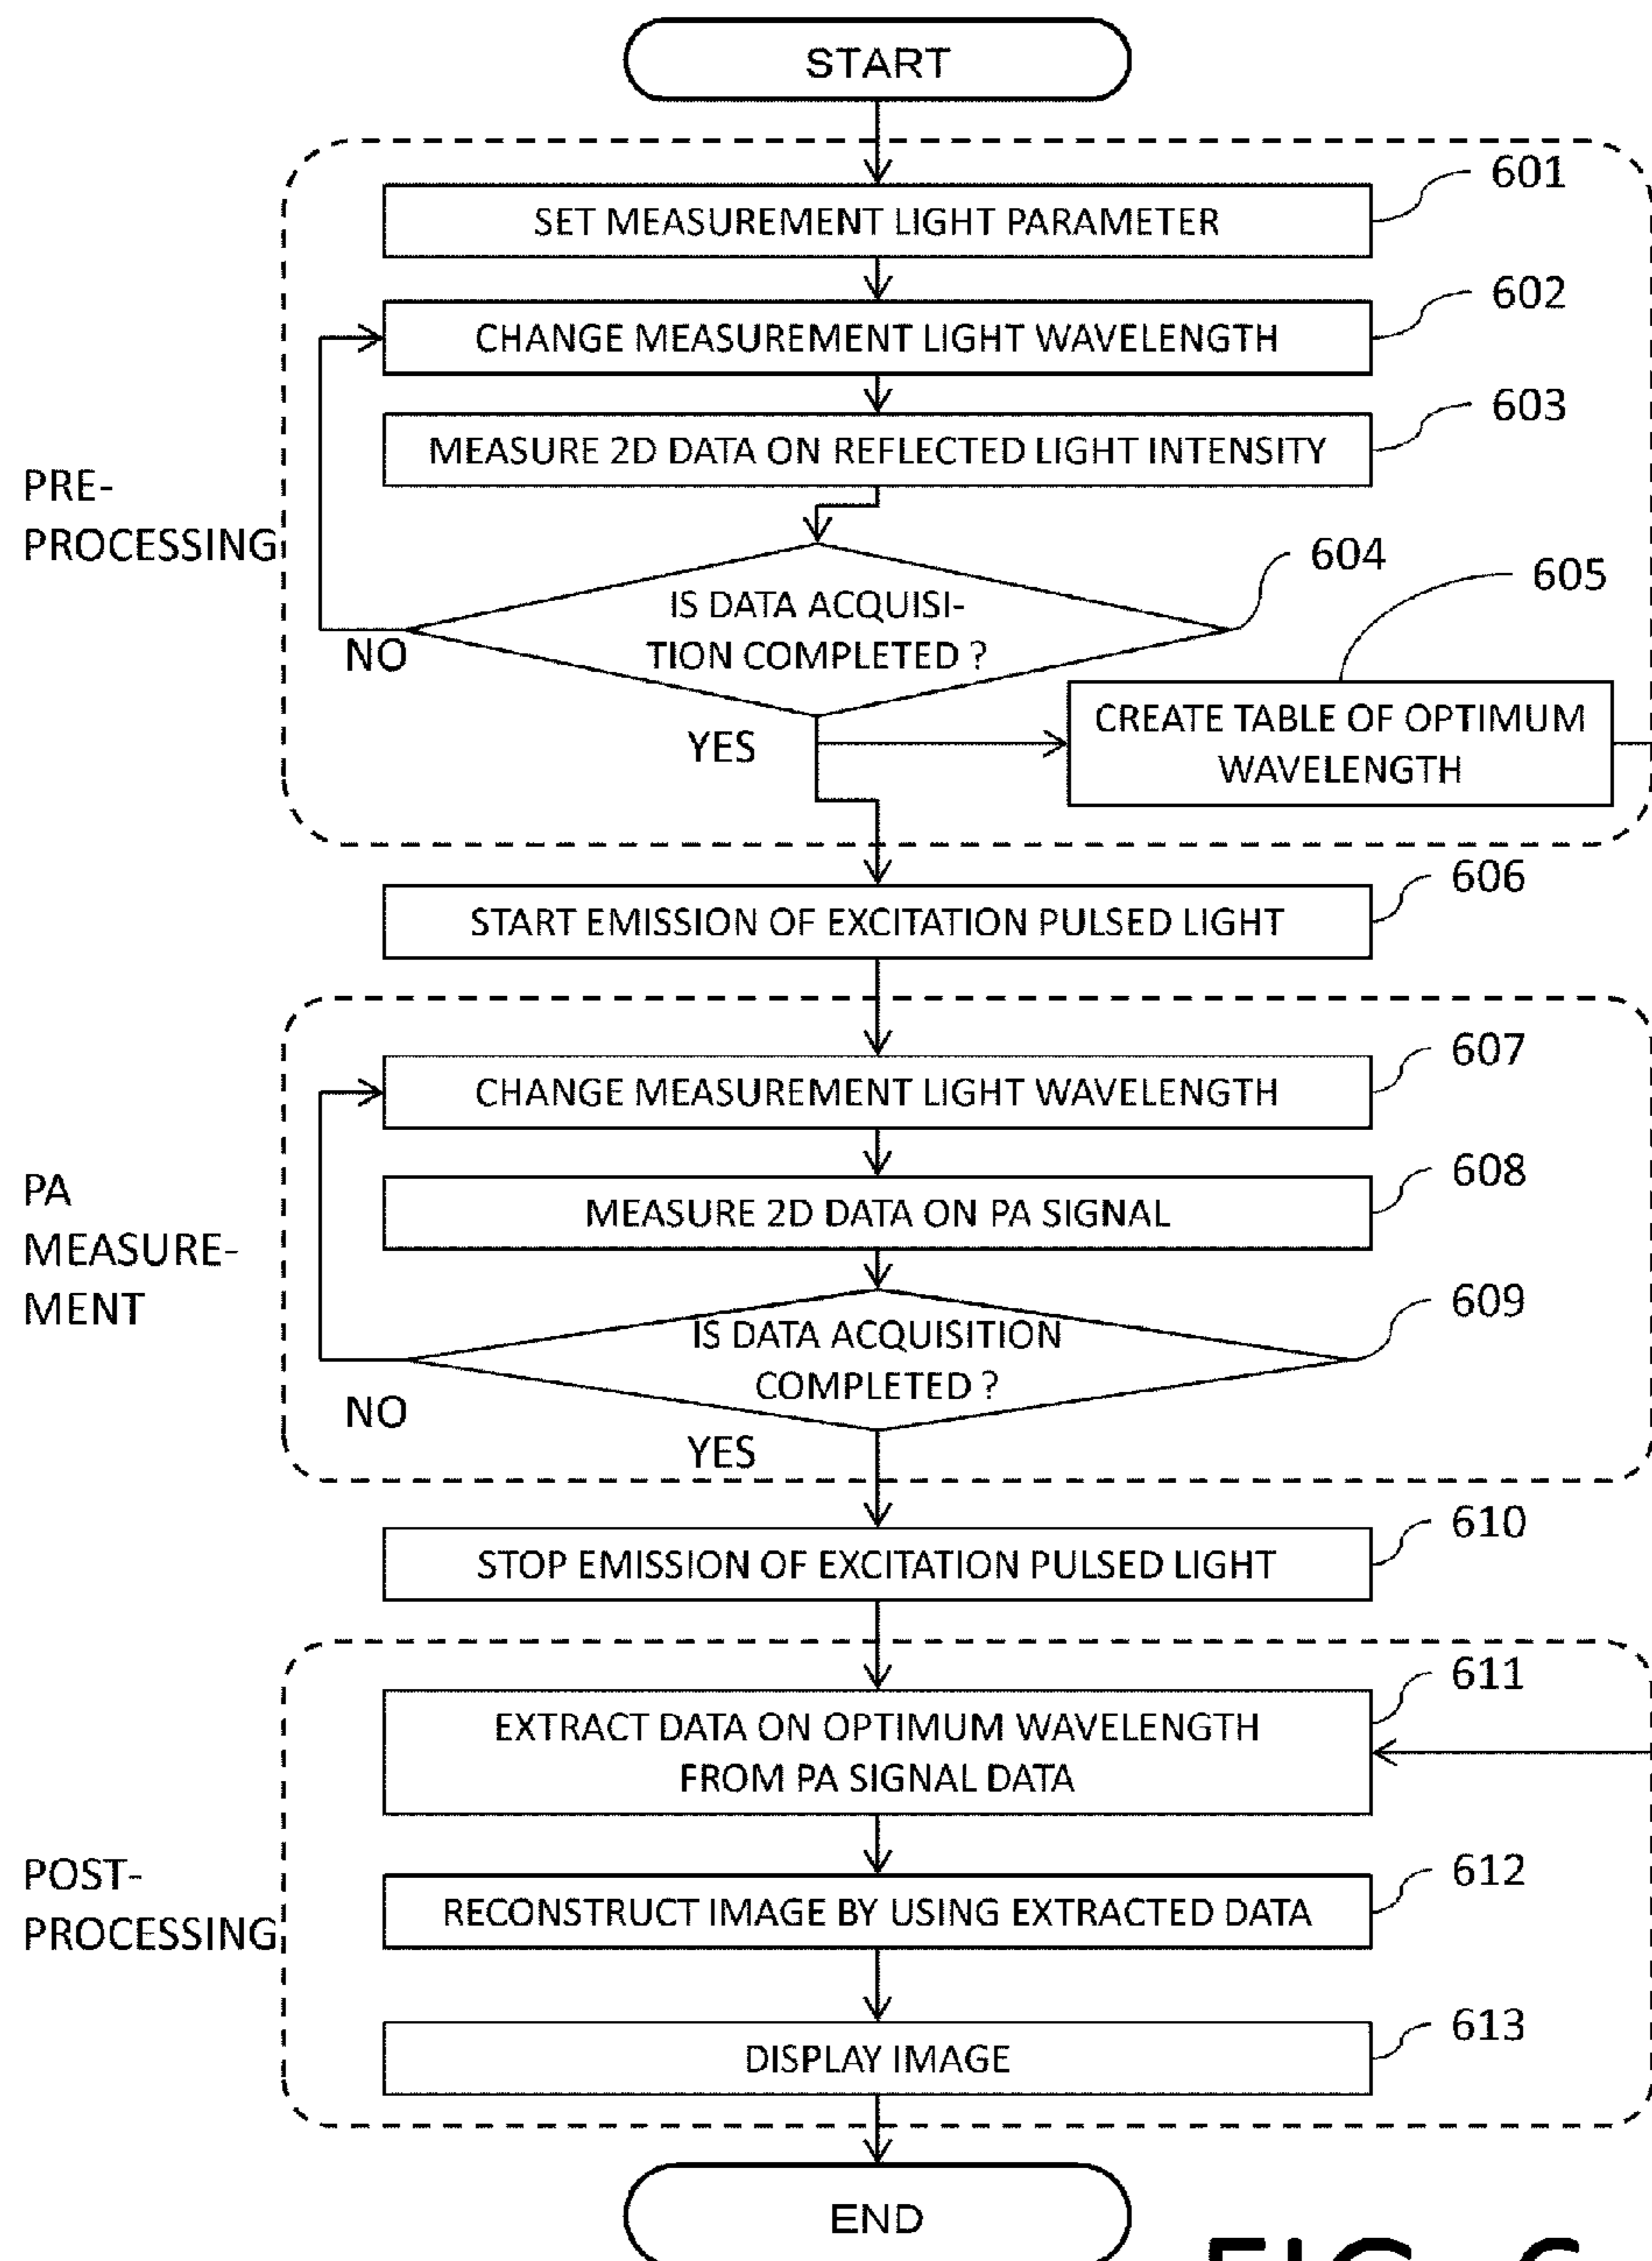 START
601
SET MEASUREMENT LIGHT PARAMETER
602
CHANGE MEASUREMENT LIGHT WAVELENGTH
603
MEASURE 2D DATA ON REFLECTED LIGHT INTENSITY
PRE-
PROCESSING
604
IS DATA ACQUISI-
TION COMPLETED ?
NO
605
CREATE TABLE OF OPTIMUM
WAVELENGTH
YES
606
START EMISSION OF EXCITATION PULSED LIGHT
607
CHANGE MEASUREMENT LIGHT WAVELENGTH
608
MEASURE 2D DATA ON PA SIGNAL
PA
MEASURE-
MENT
609
IS DATA ACQUISITION
COMPLETED ?
NO
YES
610
STOP EMISSION OF EXCITATION PULSED LIGHT
611
EXTRACT DATA ON OPTIMUM WAVELENGTH
FROM PA SIGNAL DATA
POST-
PROCESSING
612
RECONSTRUCT IMAGE BY USING EXTRACTED DATA
613
DISPLAY IMAGE
END